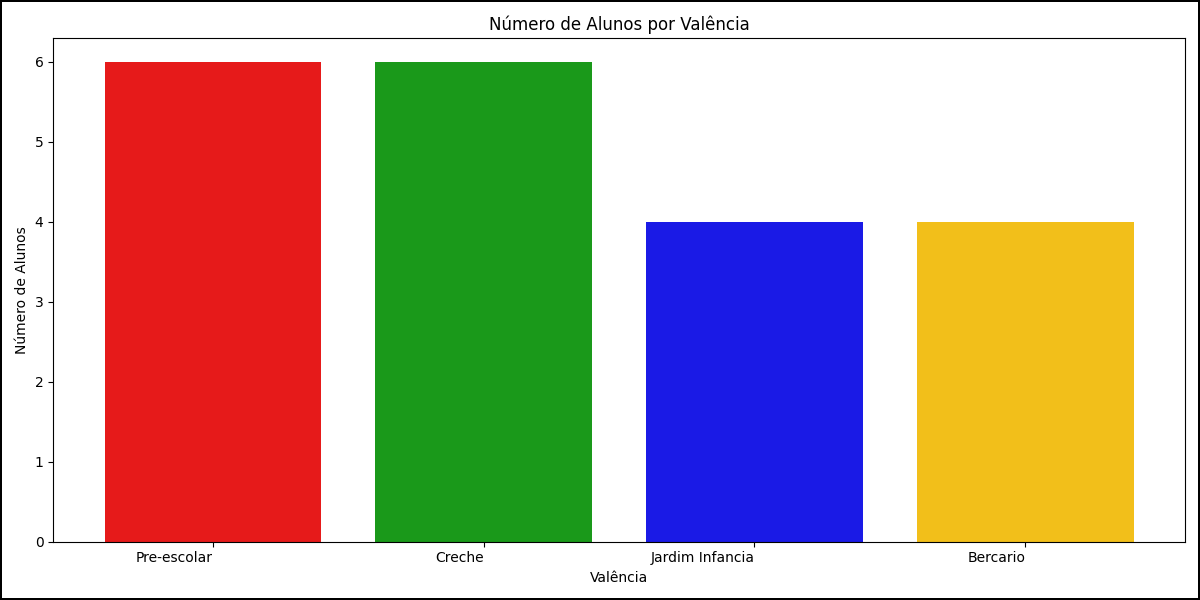 Número de Alunos por Valência
6
5
4
3
2
1
0
Número de Alunos
Pre-escolar
Creche
Jardim Infancia
Bercario
Valência